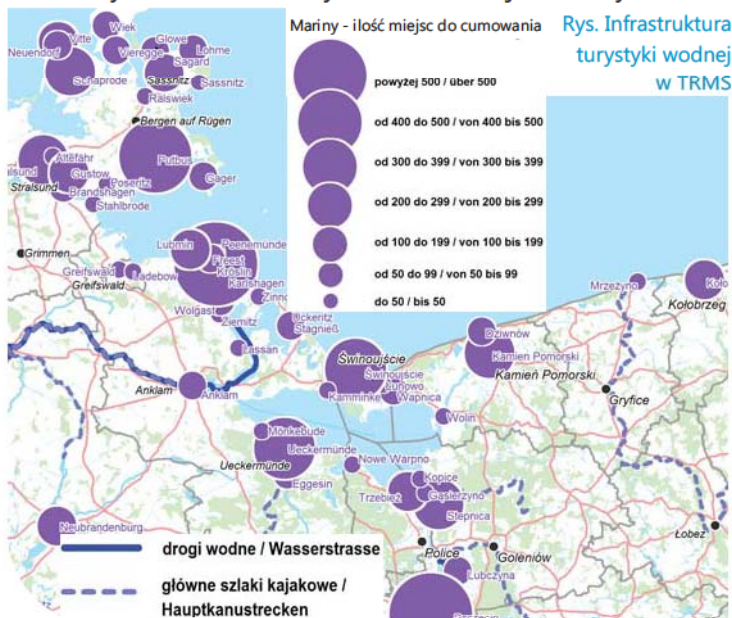 Mariny - ilość miejsc do cumowania
Rys. Infrastruktura
turystyki wodnej
w TRMS
powyżej 500 / über 500
od 400 do 500 / von 400 bis 500
od 300 do 399 / von 300 bis 399
od 200 do 299 / von 200 bis 299
od 100 do 199 / von 100 bis 199
od 50 do 99 / von 50 bis 99
do 50 / bis 50
Wiek
Vitte
Glowe
Neuendorf
Vieregge
Lohme
Sagard
Schaprode
Sassnitz
Sassnitz
Ralswiek
Bergen auf Rügen
Altefähr
Putbus
Gustow
Stralsund
Poseritz
Gager
Brandshagen
Stahlbrode
Lubmin
Peenemünde
Grimmen
Freest
Kröslin
Greifswald
Ladebow
Karlshagen
Greifswald
Wolgast
Ziemitz
Ückeritz
Stagnieß
Mrzeżyno
Kołobrzeg
Dziwnów
Lassan
Świnoujście
Kamień Pomorski
Świnoujście
Kamień Pomorski
Anklam
Anklam
Kamminke
Łunowo
Wapnica
Gryfice
Wolin
Mönkebude
Ueckermünde
Ueckermünde
Nowe Warpno
Eggesin
Kopice
Trzebież
Gąsierzyno
Stepnica
Neubrandenburg
Police
Goleniów
Łobez
Lubczyna
drogi wodne / Wasserstrasse
główne szlaki kajakowe /
Hauptkanustrecken